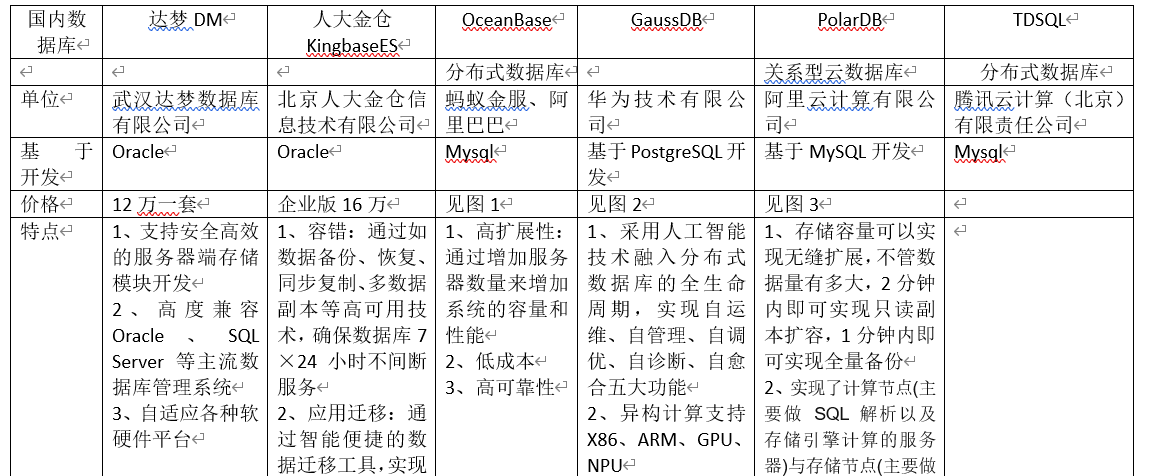 国内数据库
达梦 DM
人大金仓
KingbaseES
OceanBase
GaussDB
PolarDB
TDSQL
分布式数据库
关系型云数据库
分布式数据库
单位
武汉达梦数据库
有限公司
北京人大金仓信
息技术有限公司
蚂蚁金服、阿
里巴巴
华为技术有限公
司
阿里云计算有限公
司
腾讯云计算（北京）
有限责任公司
基于
开发
Oracle
Oracle
Mysql
基于 PostgreSQL 开
发
基于 MySQL 开发
Mysql
价格
12 万一套
企业版 16 万
见图 1
见图 2
见图 3
特点
1、支持安全高效
的服务器端存储
模块开发
2、高度兼容
Oracle、SQL
Server 等主流数
据库管理系统
3、自适应各种软
硬件平台
1、容错：通过如
数据备份、恢复、
同步复制、多数据
副本等高可用技
术，确保数据库 7
×24 小时不间断
服务
2、应用迁移：通
过智能便捷的数
据迁移工具，实现
1、高扩展性：
通过增加服务
器数量来增加
系统的容量和
性能
2、低成本
3、高可靠性
1、采用人工智能
技术融入分布式
数据库的全生命
周期，实现自运
维、自管理、自调
优、自诊断、自愈
合五大功能
2、异构计算支持
X86、ARM、GPU、
NPU
1、存储容量可以实
现无缝扩展，不管数
据量有多大，2 分钟
内即可实现只读副
本扩容，1 分钟内即
可实现全量备份
2、实现了计算节点(主
要做 SQL 解析以及
存储引擎计算的服务
器)与存储节点(主要做